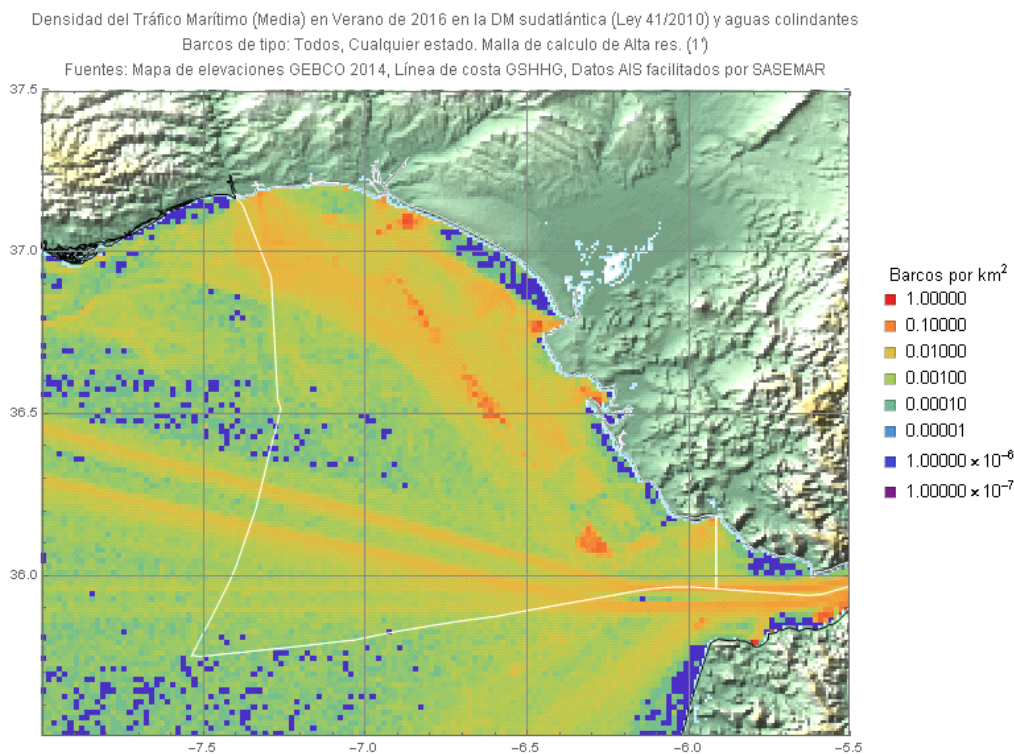 Densidad del Tráfico Marítimo (Media) en Verano de 2016 en la DM sudatlántica (Ley 41/2010) y aguas colindantes
Barcos de tipo: Todos, Cualquier estado. Malla de calculo de Alta res. (1')
Fuentes: Mapa de elevaciones GEBCO 2014, Línea de costa GSHHG, Datos AIS facilitados por SASEMAR
37.5
37.0
36.5
36.0
−7.5 −7.0 −6.5 −6.0 −5.5
Barcos por km²
1.00000
0.10000
0.01000
0.00100
0.00010
0.00001
1.00000 × 10⁻⁶
1.00000 × 10⁻⁷